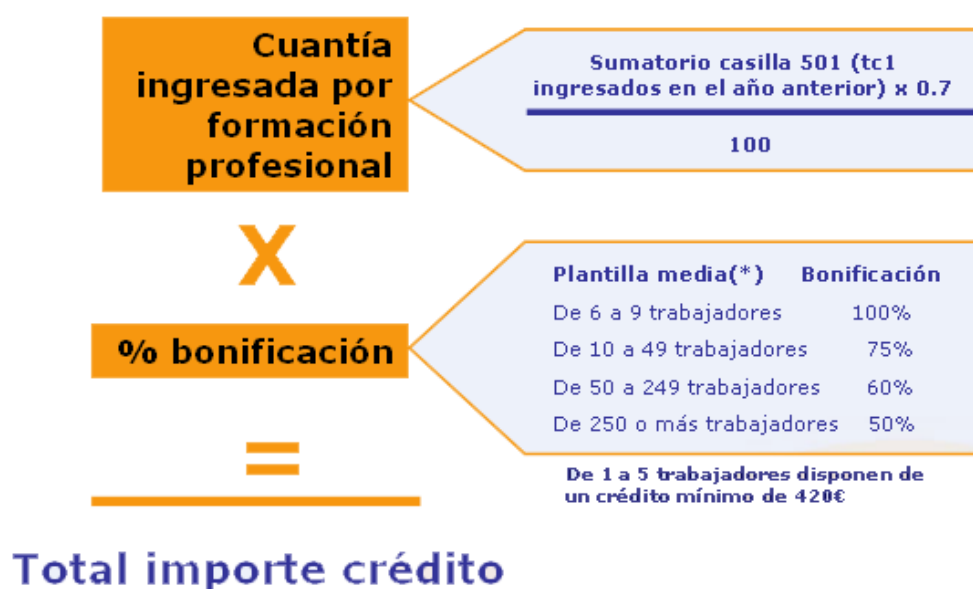 Cuantía
ingresada por
formación
profesional
Sumatorio casilla 501 (tc1
ingresados en el año anterior) x 0.7
100
X
% bonificación
Plantilla media(*) Bonificación
De 6 a 9 trabajadores 100%
De 10 a 49 trabajadores 75%
De 50 a 249 trabajadores 60%
De 250 o más trabajadores 50%
De 1 a 5 trabajadores disponen de
un crédito mínimo de 420€
=
Total importe crédito